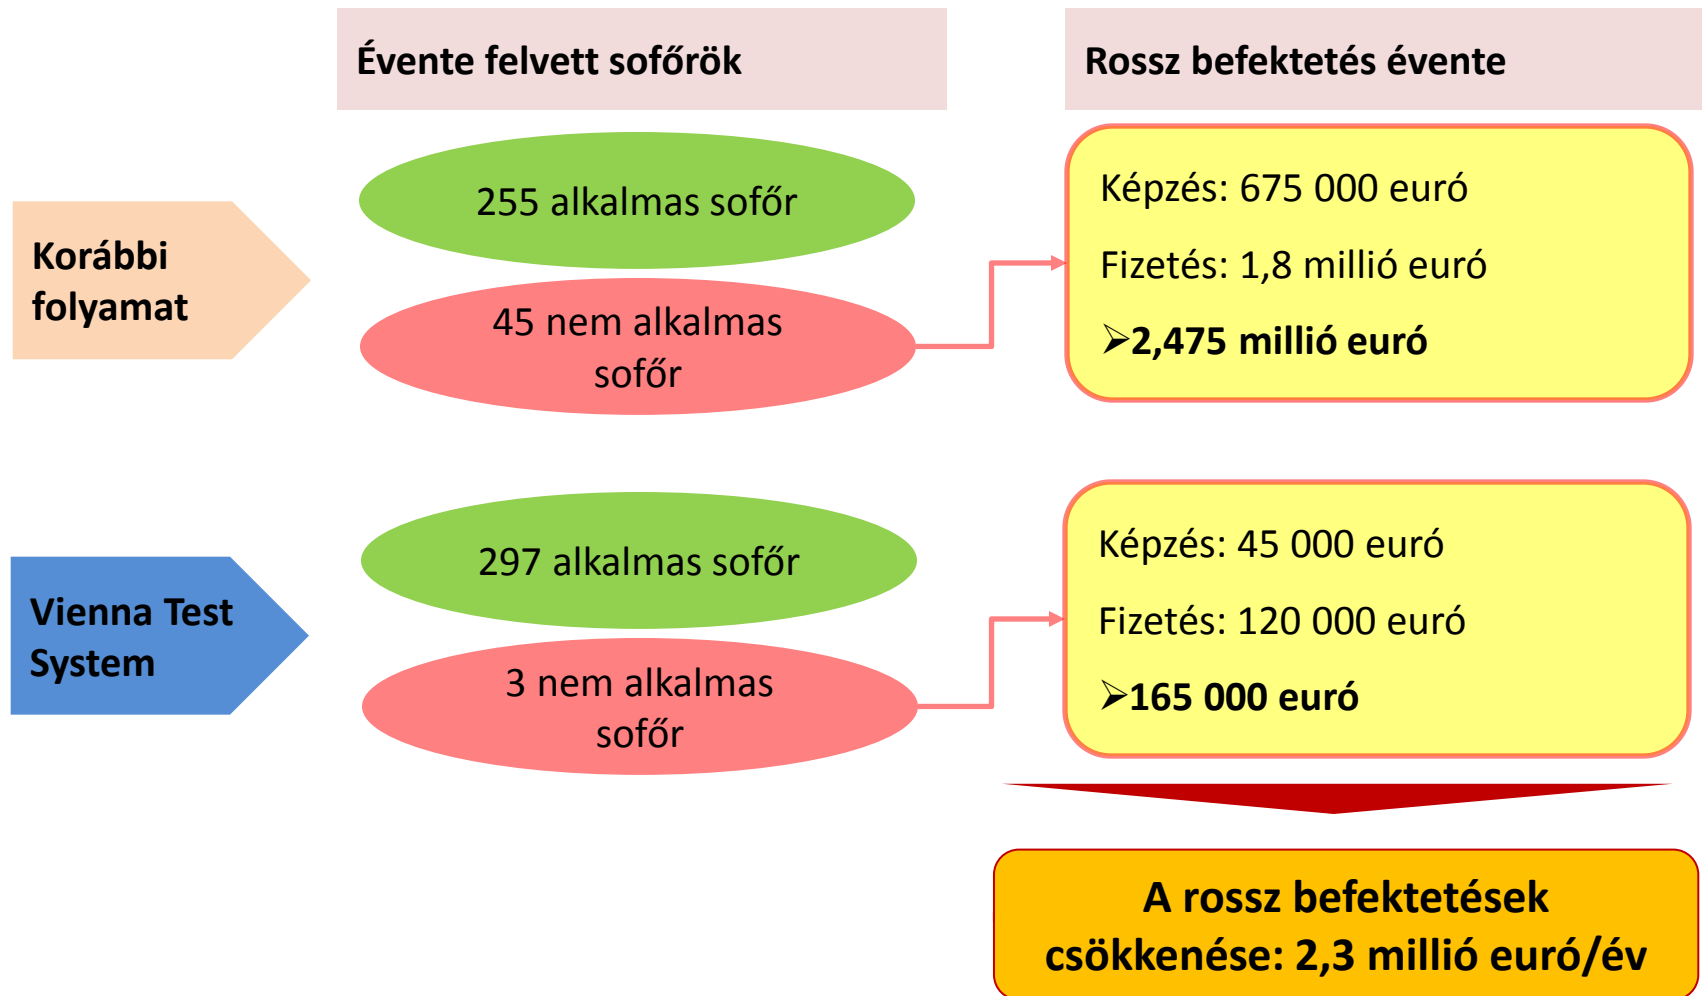 Évente felvett sofőrök
Rossz befektetés évente
Korábbi
folyamat
255 alkalmas sofőr
45 nem alkalmas
sofőr
Képzés: 675 000 euró
Fizetés: 1,8 millió euró
➢2,475 millió euró
Vienna Test
System
297 alkalmas sofőr
3 nem alkalmas
sofőr
Képzés: 45 000 euró
Fizetés: 120 000 euró
➢165 000 euró
A rossz befektetések
csökkenése: 2,3 millió euró/év